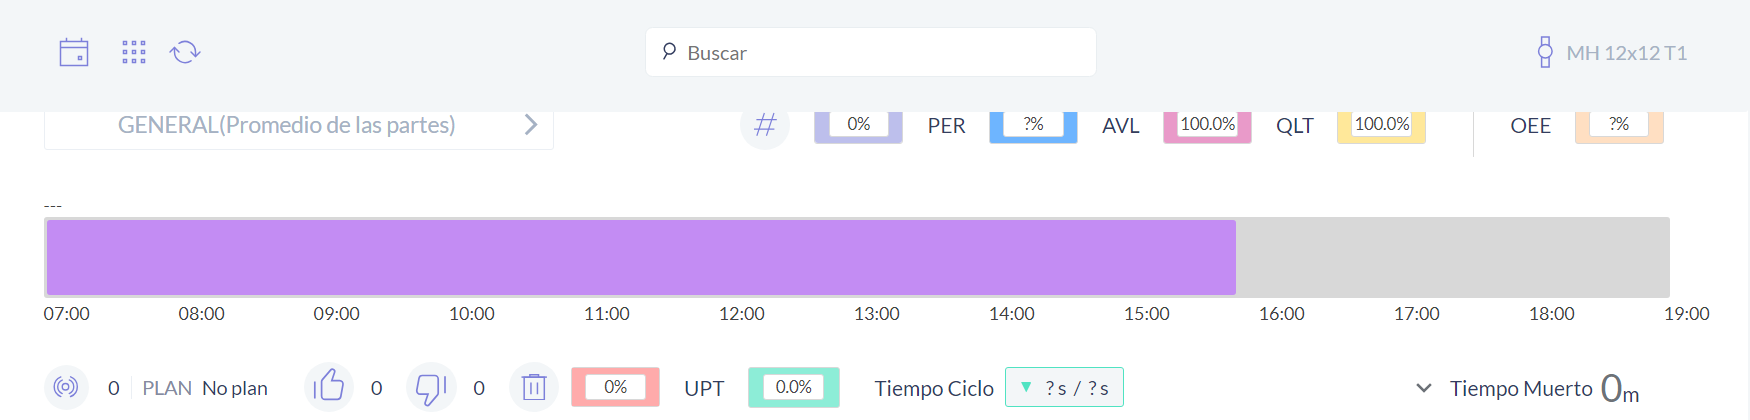 Buscar MH 12x12 T1
GENERAL(Promedio de las partes) # 0% PER ?% AVL 100.0% QLT 100.0% OEE ?%
---
07:00 08:00 09:00 10:00 11:00 12:00 13:00 14:00 15:00 16:00 17:00 18:00 19:00
0 PLAN No plan 0 0 0% UPT 0.0% Tiempo Ciclo ▼ ? s / ? s Tiempo Muerto 0m